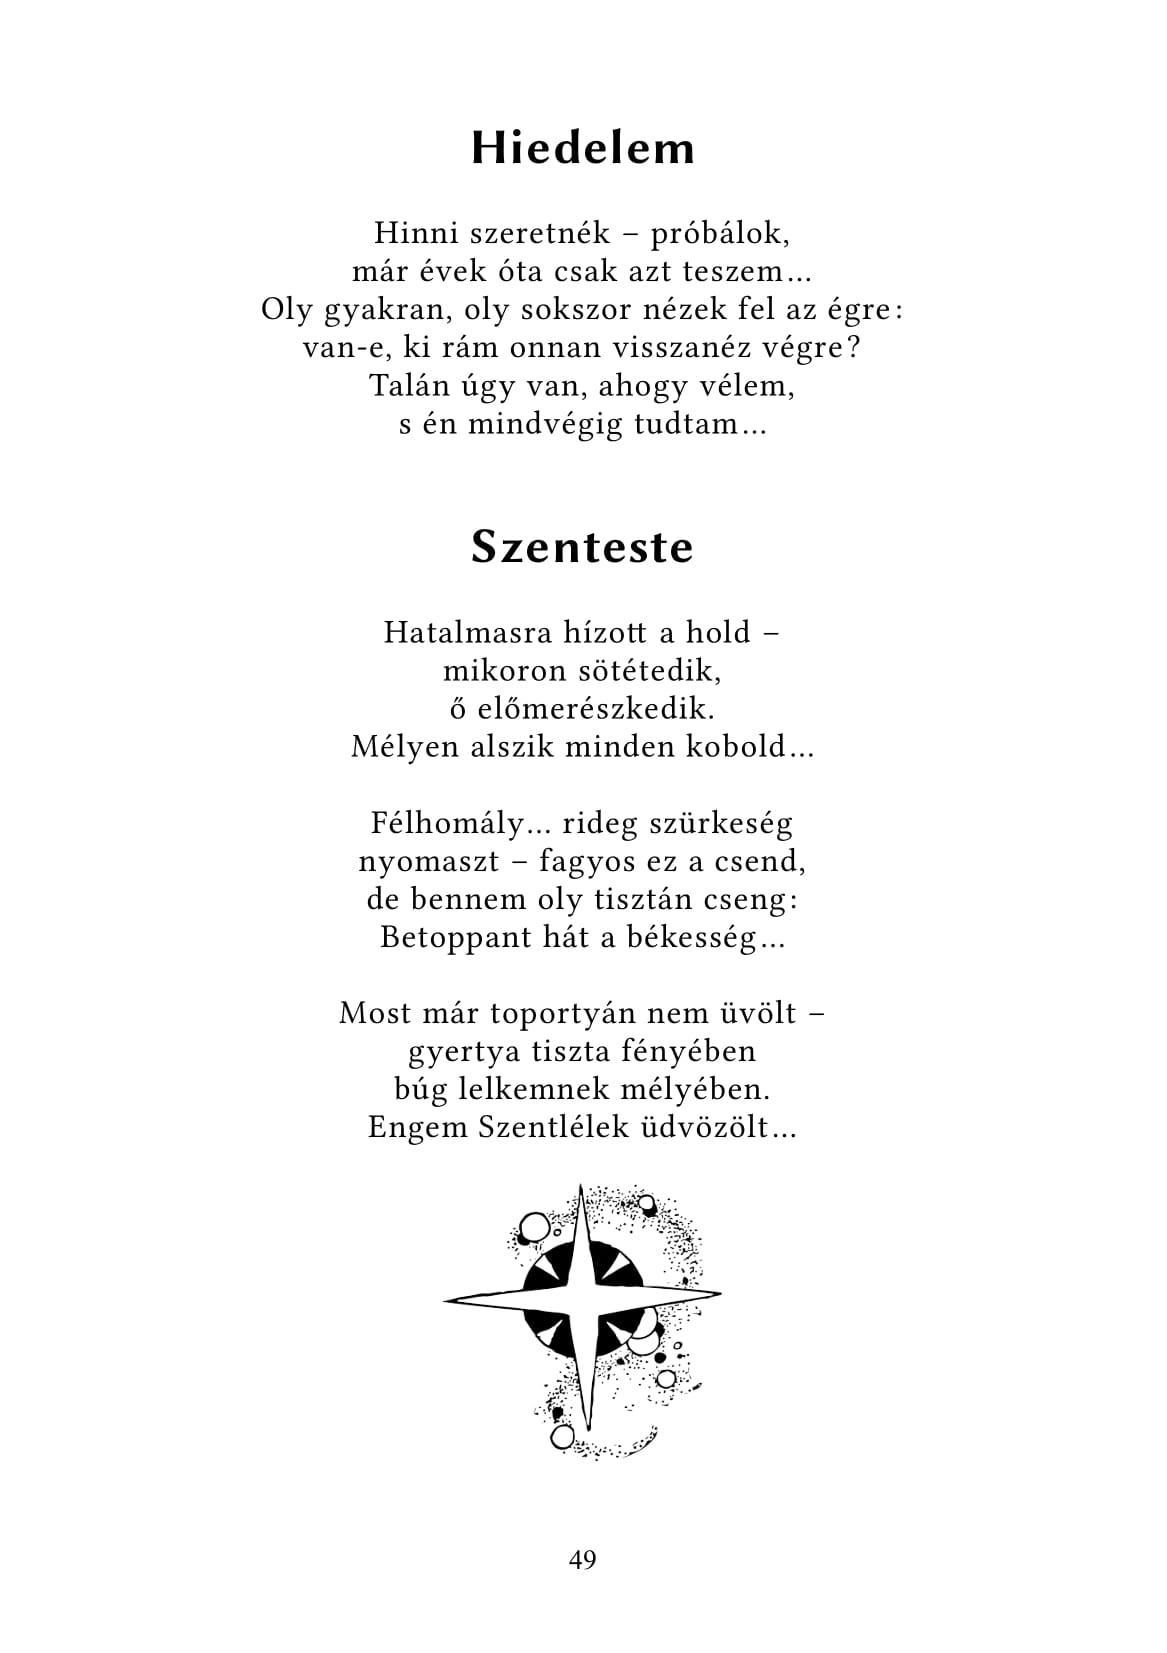 Hiedelem
Hinni szeretnék – próbálok,
már évek óta csak azt teszem…
Oly gyakran, oly sokszor nézek fel az égre:
van-e, ki rám onnan visszanéz végre?
Talán úgy van, ahogy vélem,
s én mindvégig tudtam…
Szenteste
Hatalmasra hízott a hold –
mikoron sötétedik,
ő előmerészkedik.
Mélyen alszik minden kobold…
Félhomály… rideg szürkeség
nyomaszt – fagyos ez a csend,
de bennem oly tisztán cseng:
Betoppant hát a békesség…
Most már toportyán nem üvölt –
gyertya tiszta fényében
búg lelkemnek mélyében.
Engem Szentlélek üdvözölt…
49